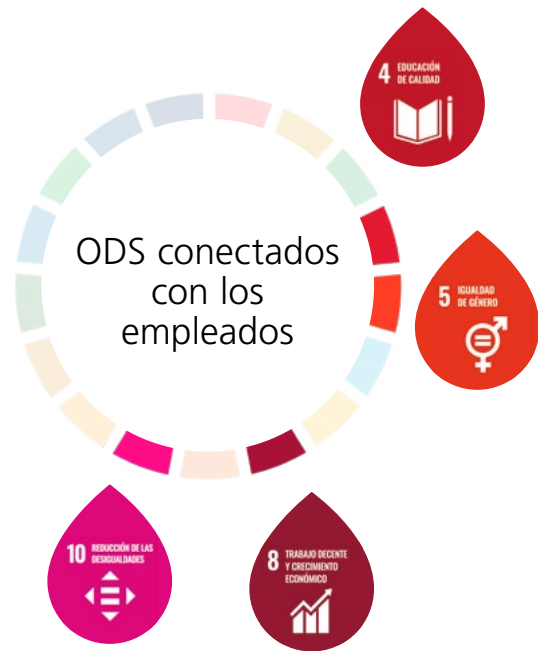 4 EDUCACIÓN
DE CALIDAD
ODS conectados
con los
empleados
5 IGUALDAD
DE GÉNERO
10 REDUCCIÓN DE LAS
DESIGUALDADES
8 TRABAJO DECENTE
Y CRECIMIENTO
ECONÓMICO